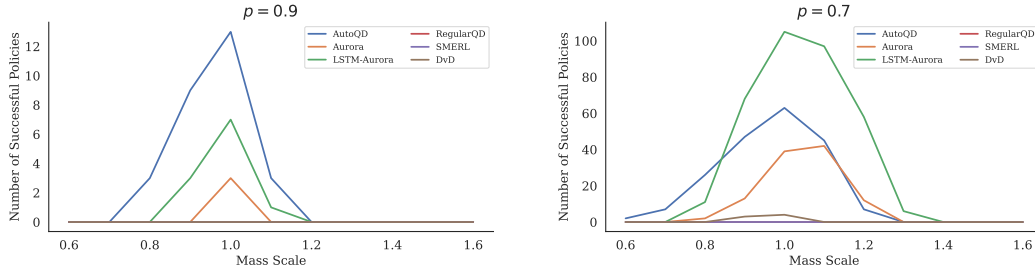 p = 0.9
Number of Successful Policies
12
10
8
6
4
2
0
0.6 0.8 1.0 1.2 1.4 1.6
Mass Scale
AutoQD RegularQD
Aurora SMERL
LSTM-Aurora DvD
p = 0.7
Number of Successful Policies
100
80
60
40
20
0
0.6 0.8 1.0 1.2 1.4 1.6
Mass Scale
AutoQD RegularQD
Aurora SMERL
LSTM-Aurora DvD